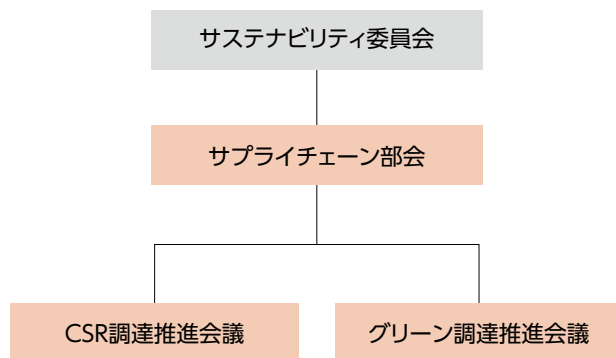 サステナビリティ委員会
サプライチェーン部会
CSR調達推進会議
グリーン調達推進会議